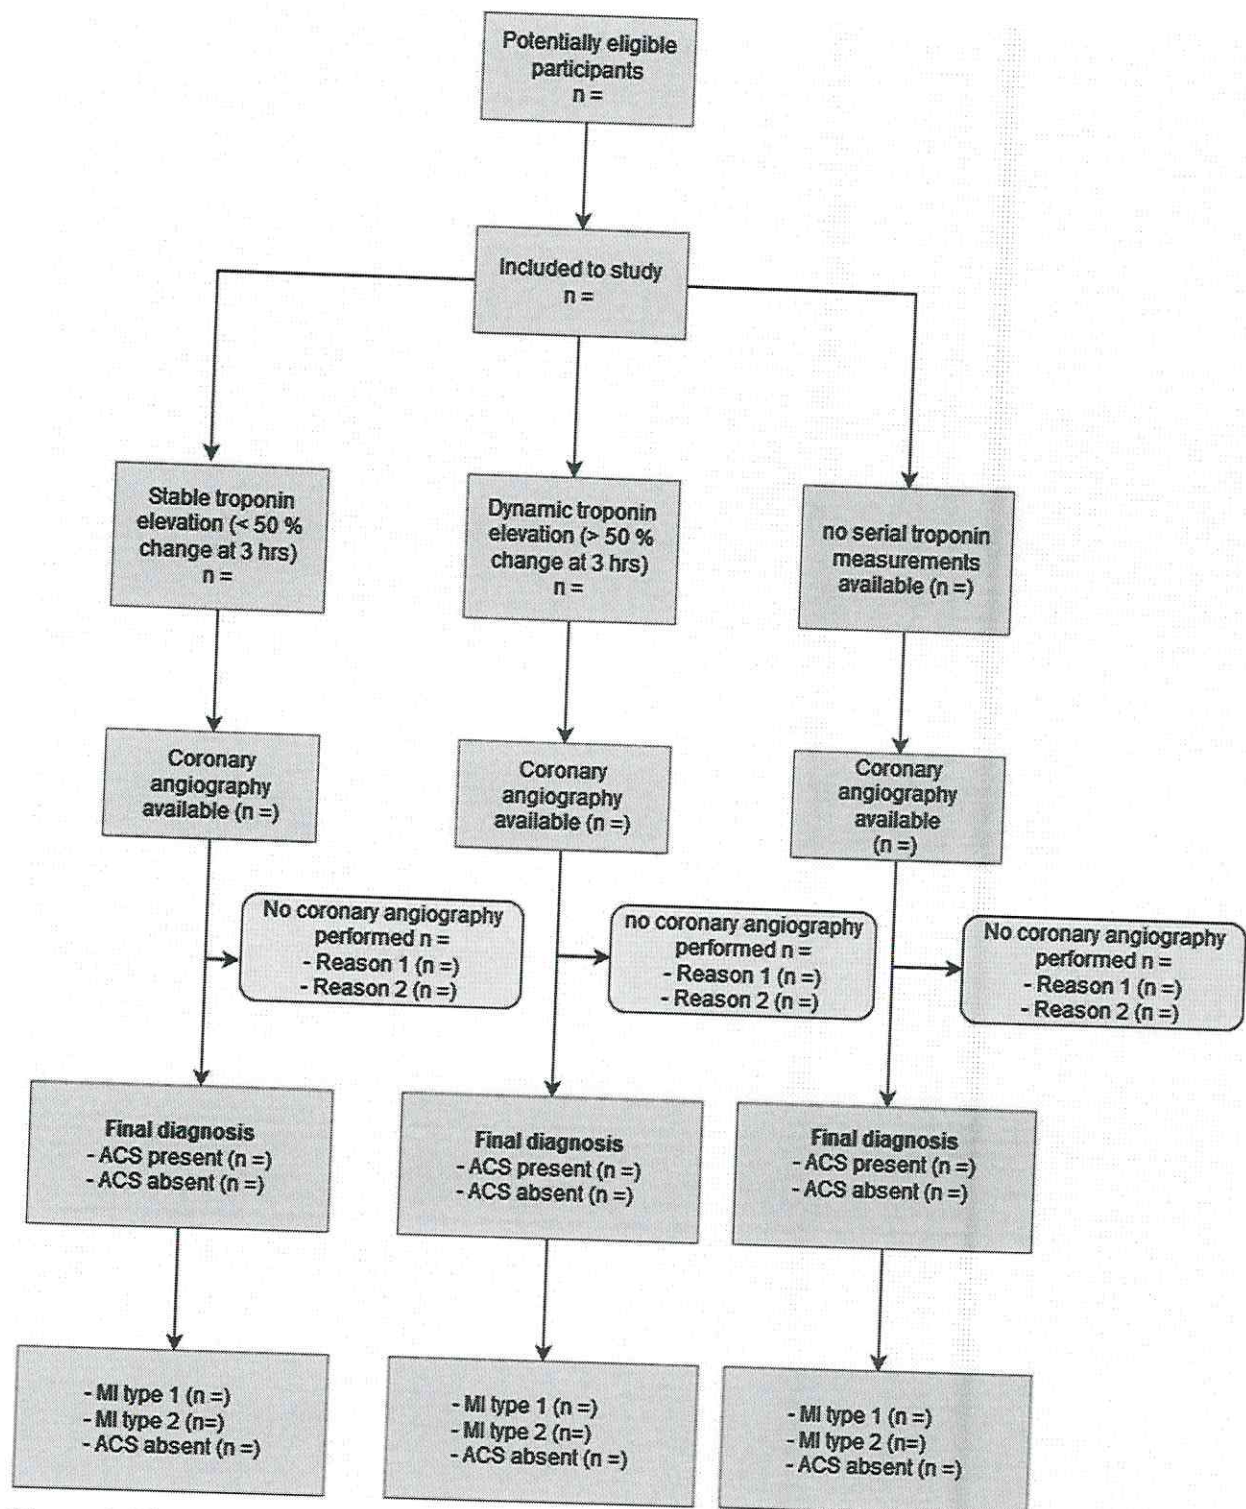 Potentially eligible
participants
n =
Included to study
n =
Stable troponin
elevation (< 50 %
change at 3 hrs)
n =
Dynamic troponin
elevation (> 50 %
change at 3 hrs)
n =
no serial troponin
measurements
available (n =)
Coronary
angiography
available (n =)
Coronary
angiography
available (n =)
Coronary
angiography
available
(n =)
No coronary angiography
performed n =
- Reason 1 (n =)
- Reason 2 (n =)
no coronary angiography
performed n =
- Reason 1 (n =)
- Reason 2 (n =)
No coronary angiography
performed n =
- Reason 1 (n =)
- Reason 2 (n =)
Final diagnosis
- ACS present (n =)
- ACS absent (n =)
Final diagnosis
- ACS present (n =)
- ACS absent (n =)
Final diagnosis
- ACS present (n =)
- ACS absent (n =)
- MI type 1 (n =)
- MI type 2 (n=)
- ACS absent (n =)
- MI type 1 (n =)
- MI type 2 (n=)
- ACS absent (n =)
- MI type 1 (n =)
- MI type 2 (n=)
- ACS absent (n =)